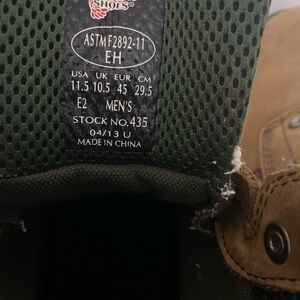 SHOES
ASTM F2892-11
EH
USA UK EUR CM
11.5 10.5 45 29.5
E2 MEN'S
STOCK NO. 435
04/13 U
MADE IN CHINA